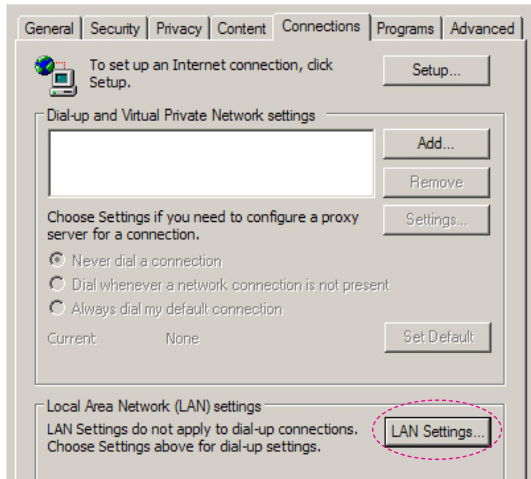 General Security Privacy Content Connections Programs Advanced
To set up an Internet connection, click
Setup.
Setup...
Dial-up and Virtual Private Network settings
Add...
Remove
Choose Settings if you need to configure a proxy
server for a connection.
Settings...
Never dial a connection
Dial whenever a network connection is not present
Always dial my default connection
Current None
Set Default
Local Area Network (LAN) settings
LAN Settings do not apply to dial-up connections.
Choose Settings above for dial-up settings.
LAN Settings...